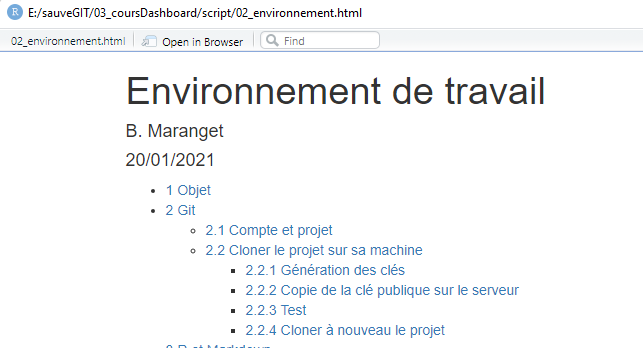 E:/sauveGIT/03_coursDashboard/script/02_environnement.html
02_environnement.html Open in Browser Find
Environnement de travail
B. Maranget
20/01/2021
1 Objet
2 Git
2.1 Compte et projet
2.2 Cloner le projet sur sa machine
2.2.1 Génération des clés
2.2.2 Copie de la clé publique sur le serveur
2.2.3 Test
2.2.4 Cloner à nouveau le projet